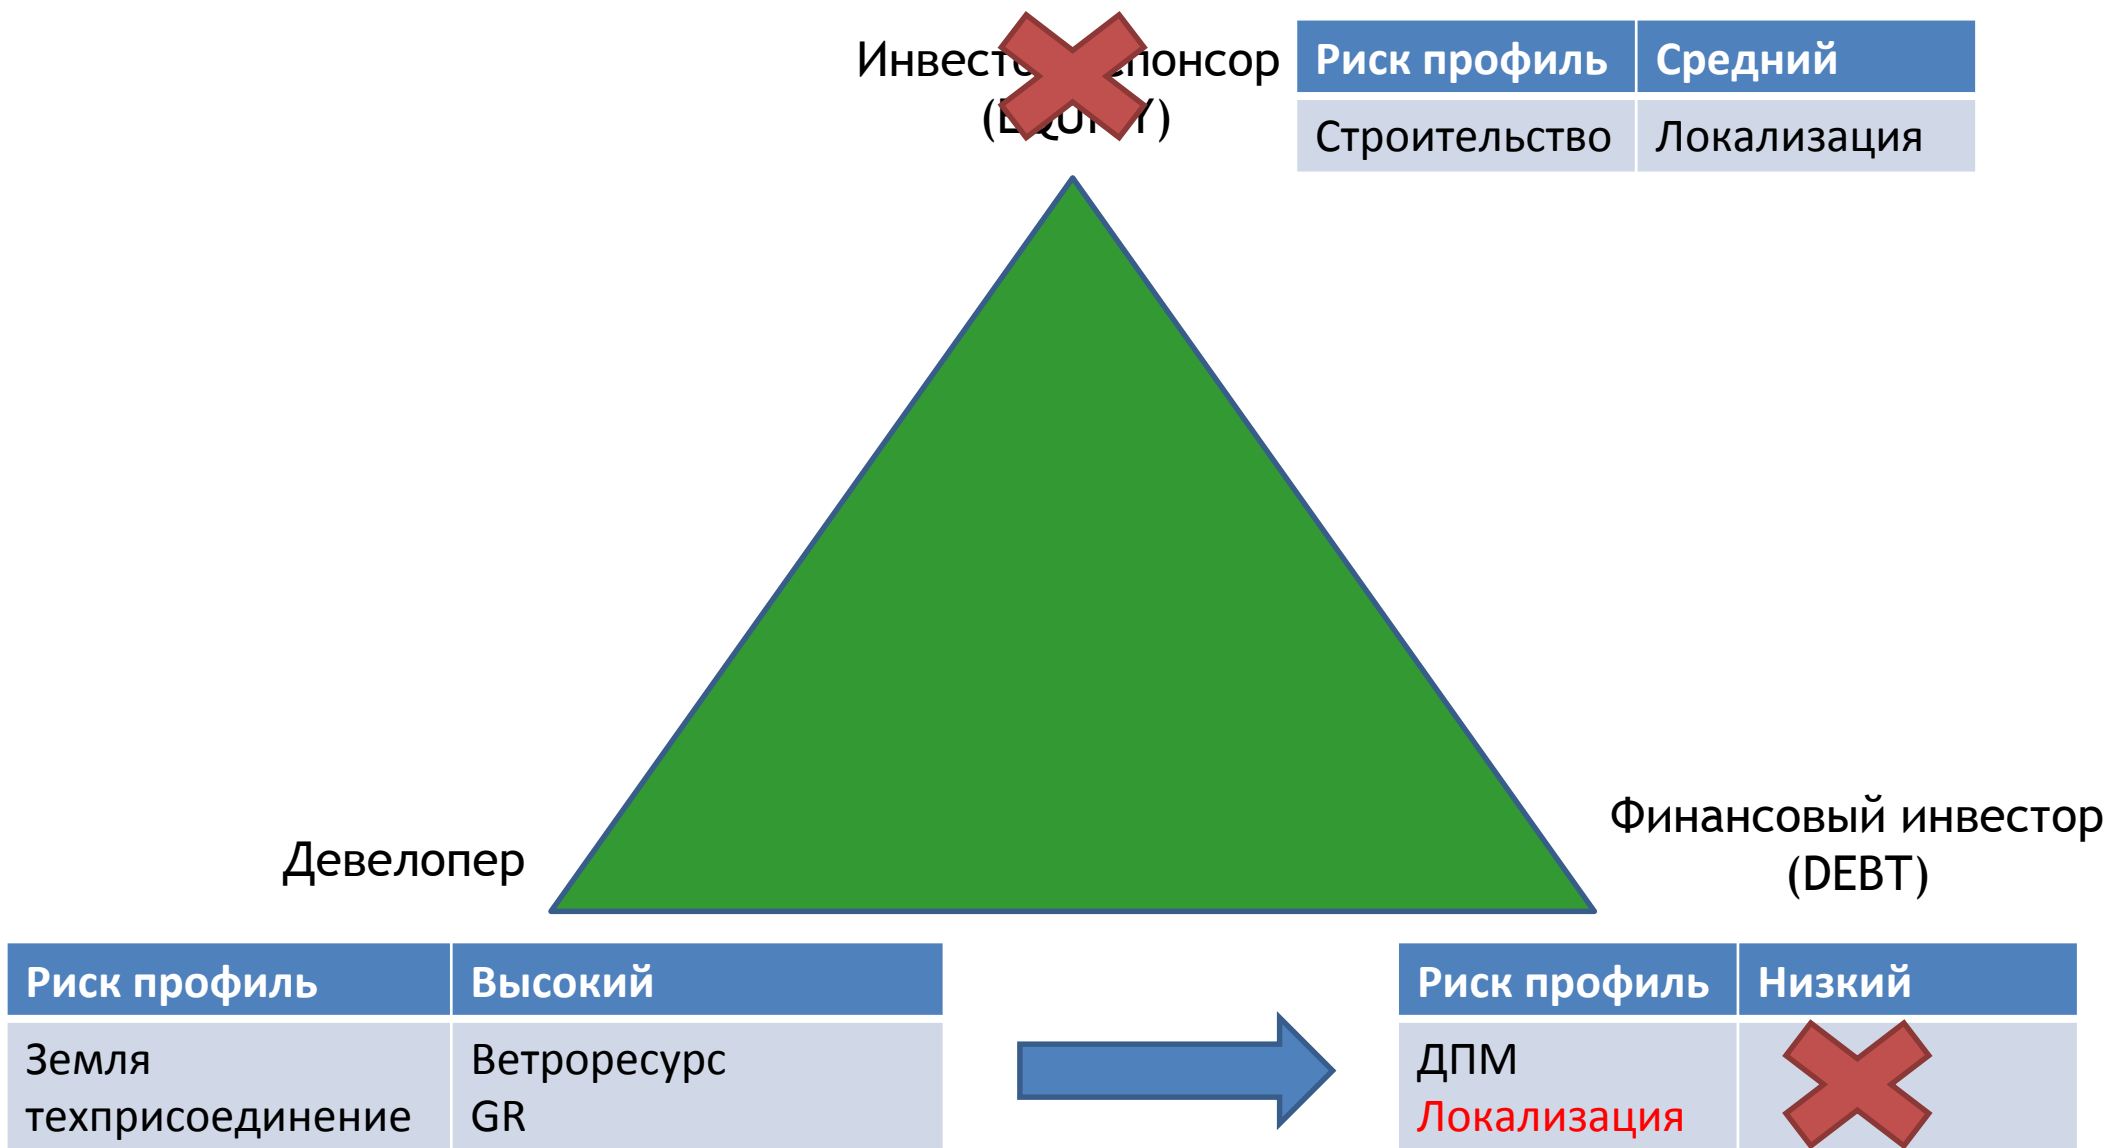 понсор
(EQUITY)
Риск профиль Средний
Строительство Локализация
Девелопер
Финансовый инвестор
(DEBT)
Риск профиль Высокий
Земля Ветроресурс
техприсоединение GR
Риск профиль Низкий
ДПМ
Локализация